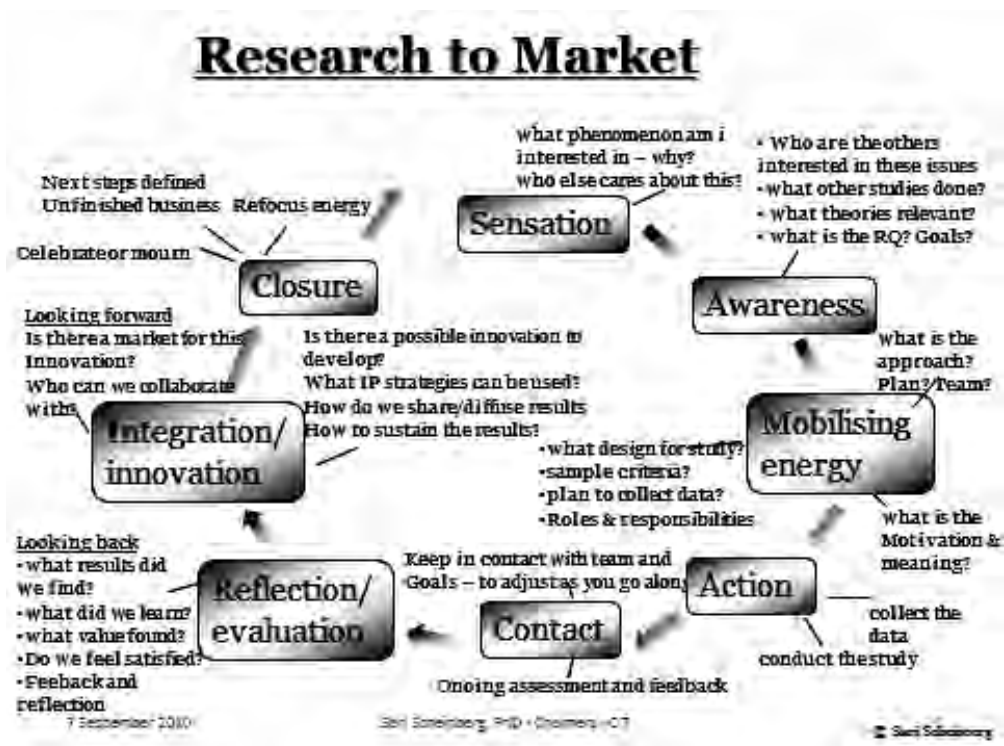 Research to Market
what phenomenon am i
interested in – why?
who else cares about this?
Sensation
• Who are the others
interested in these issues
•what other studies done?
• what theories relevant?
• what is the RQ? Goals?
Awareness
what is the
approach?
Plan? Team?
Mobilising
energy
•what design for study?
•sample criteria?
•plan to collect data?
•Roles & responsibilities
what is the
Motivation &
meaning?
Action
collect the
data
conduct the study
Keep in contact with team and
Goals – to adjust as you go along
Contact
Ongoing assessment and feedback
Reflection/
evaluation
Looking back
•what results did
we find?
•what did we learn?
•what value found?
•Do we feel satisfied?
•Feeback and
reflection
Integration/
innovation
Looking forward
Is there a market for this
Innovation?
Who can we collaborate
with?
Is there a possible innovation to
develop?
What IP strategies can be used?
How do we share/diffuse results
How to sustain the results?
Closure
Next steps defined
Unfinished business
Refocus energy
Celebrate or mourn
7 September 2010